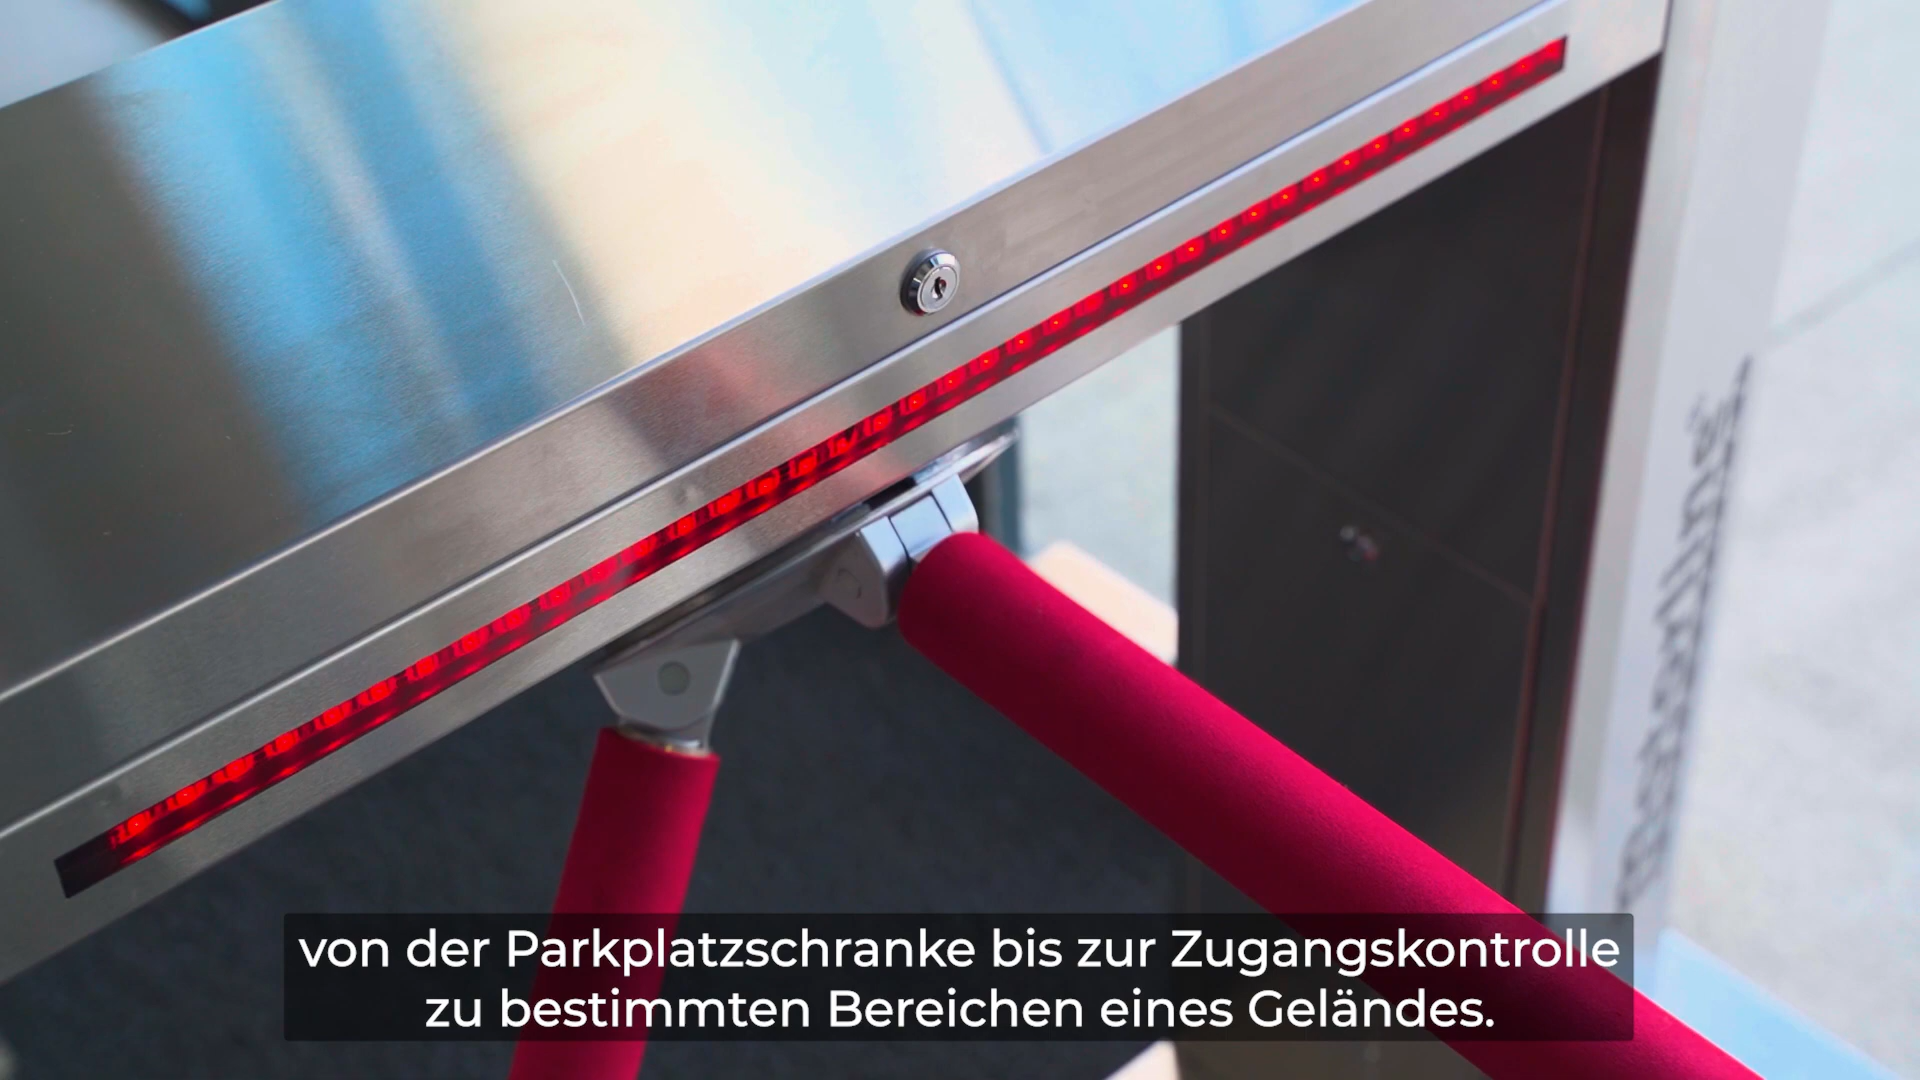 von der Parkplatzschranke bis zur Zugangskontrolle
zu bestimmten Bereichen eines Geländes.